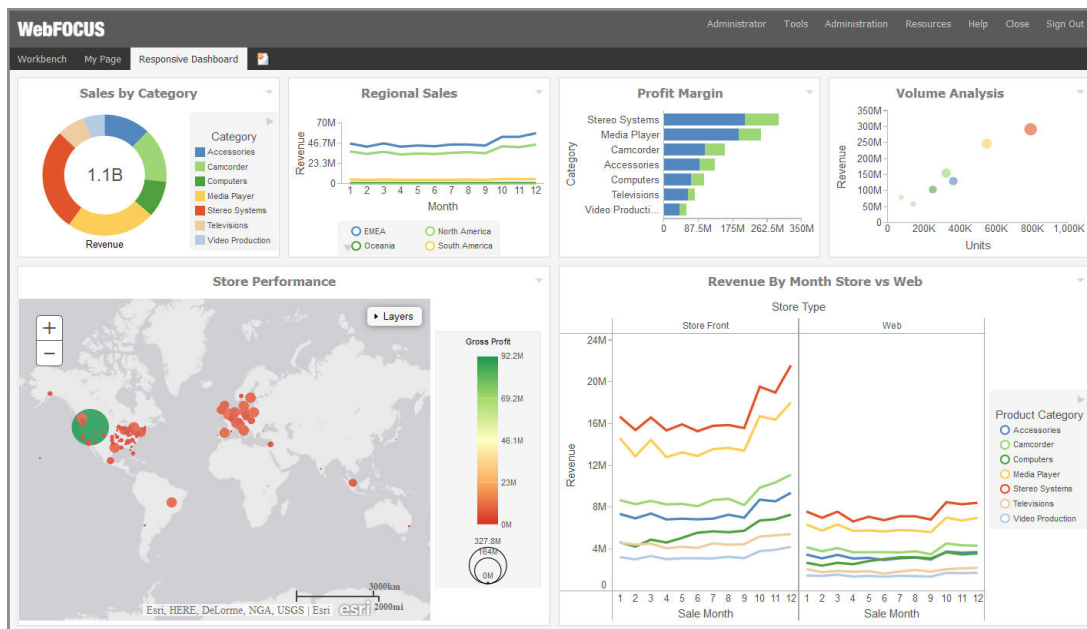 WebFOCUS
Administrator Tools Administration Resources Help Close Sign Out
Workbench My Page Responsive Dashboard
Sales by Category
1.1B
Revenue
Category
Accessories
Camcorder
Computers
Media Player
Stereo Systems
Televisions
Video Production
Regional Sales
Revenue
70M
46.7M
23.3M
0
1 2 3 4 5 6 7 8 9 10 11 12
Month
EMEA North America
Oceania South America
Profit Margin
Category
Stereo Systems
Media Player
Camcorder
Accessories
Computers
Televisions
Video Producti...
0 87.5M 175M 262.5M 350M
Volume Analysis
Revenue
350M
300M
250M
200M
150M
100M
50M
0
0 200K 400K 600K 800K 1,000K
Units
Store Performance
+
−
Layers
3000km
2000mi
Esri, HERE, DeLorme, NGA, USGS | Esri esri
Gross Profit
92.2M
69.2M
46.1M
23M
0M
327.8M
164M
0M
Revenue By Month Store vs Web
Store Type
Store Front Web
Revenue
24M
20M
16M
12M
8M
4M
0
1 2 3 4 5 6 7 8 9 10 11 12 1 2 3 4 5 6 7 8 9 10 11 12
Sale Month Sale Month
Product Category
Accessories
Camcorder
Computers
Media Player
Stereo Systems
Televisions
Video Production